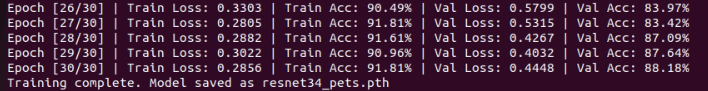 Epoch [26/30] | Train Loss: 0.3303 | Train Acc: 90.49% | Val Loss: 0.5799 | Val Acc: 83.97%
Epoch [27/30] | Train Loss: 0.2805 | Train Acc: 91.81% | Val Loss: 0.5315 | Val Acc: 83.42%
Epoch [28/30] | Train Loss: 0.2882 | Train Acc: 91.61% | Val Loss: 0.4267 | Val Acc: 87.09%
Epoch [29/30] | Train Loss: 0.3022 | Train Acc: 90.96% | Val Loss: 0.4032 | Val Acc: 87.64%
Epoch [30/30] | Train Loss: 0.2856 | Train Acc: 91.81% | Val Loss: 0.4448 | Val Acc: 88.18%
Training complete. Model saved as resnet34_pets.pth